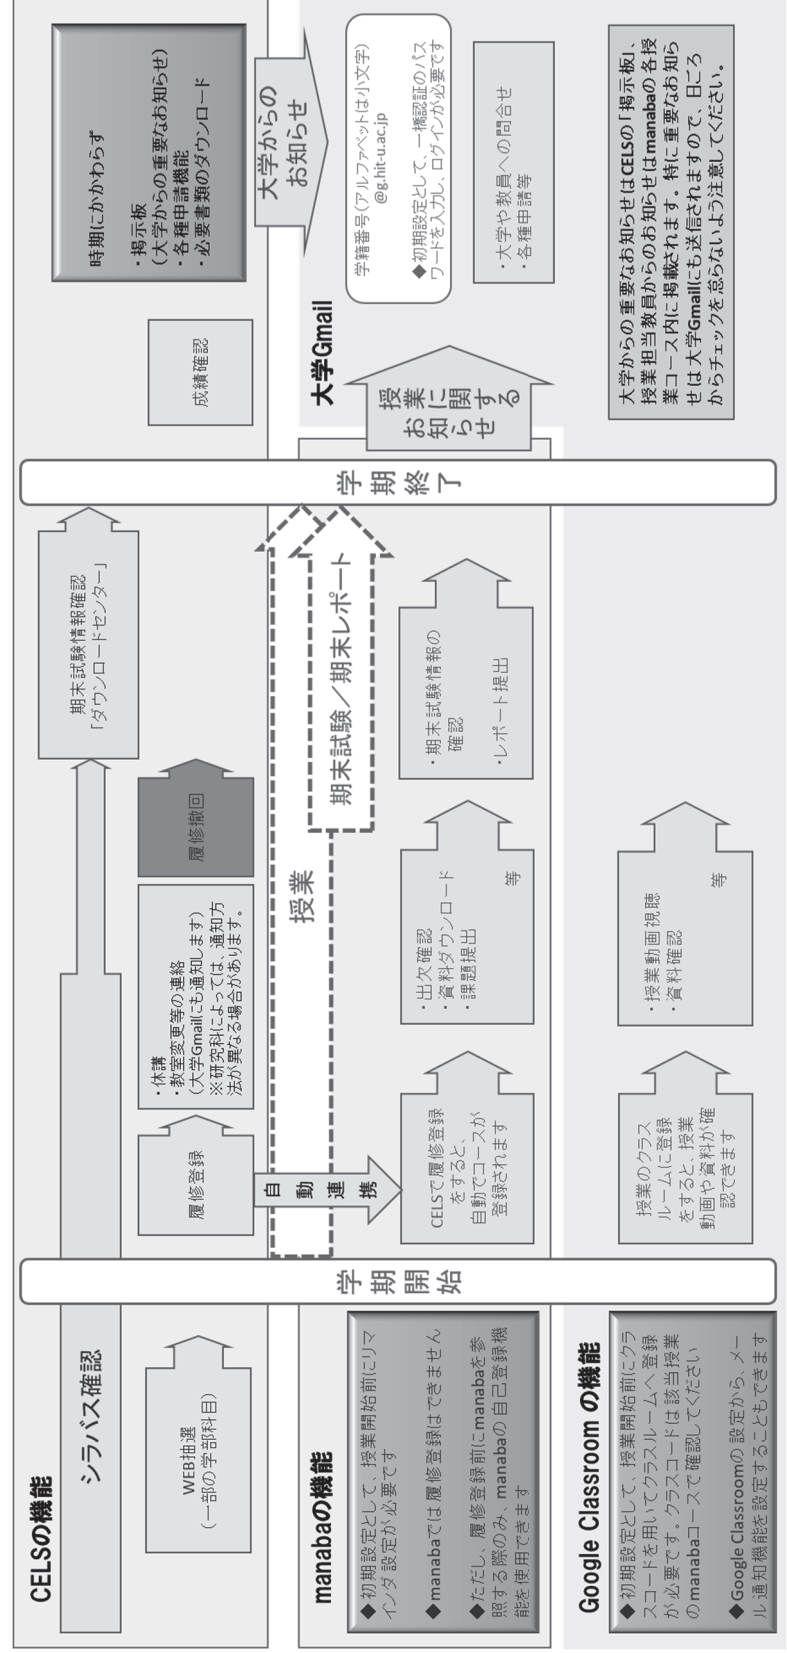 CELSの機能
シラバス確認
WEB抽選
（一部の学部科目）
学期開始
履修登録
・休講
・教室変更等の連絡
（大学Gmailにも通知します）
※研究科によっては、通知方
法が異なる場合があります。
履修撤回
期末試験情報確認
「ダウンロードセンター」
学期終了
成績確認
時期にかかわらず
・掲示板
（大学からの重要なお知らせ）
・各種申請機能
・必要書類のダウンロード
自動連携
授業
期末試験／期末レポート
大学からの
お知らせ
manabaの機能
◆初期設定として、授業開始前にリマ
インダ設定が必要です
◆manabaでは履修登録はできません
◆ただし、履修登録前にmanabaを参
照する際のみ、manabaの自己登録機
能を使用できます
CELSで履修登録
をすると、
自動でコースが
登録されます
・出欠確認
・資料ダウンロード
・課題提出
等
・期末試験情報の
確認
・レポート提出
授業に関する
お知らせ
大学Gmail
学籍番号（アルファベットは小文字）
@g.hit-u.ac.jp
◆初期設定として、一橋認証のパス
ワードを入力し、ログインが必要です
・大学や教員への問合せ
・各種申請等
Google Classroom の機能
◆初期設定として、授業開始前にクラ
スコードを用いてクラスルームへ登録
が必要です。クラスコードは該当授業
のmanabaコースで確認してください
◆Google Classroomの設定から、メー
ル通知機能を設定することもできます
授業のクラス
ルームに登録
をすると、授業
動画や資料が確
認できます
・授業動画視聴
・資料確認
等
大学からの重要なお知らせはCELSの「掲示板」、
授業担当教員からのお知らせはmanabaの各授
業コース内に掲載されます。特に重要なお知ら
せは大学Gmailにも送信されますので、日ごろ
からチェックを怠らないよう注意してください。